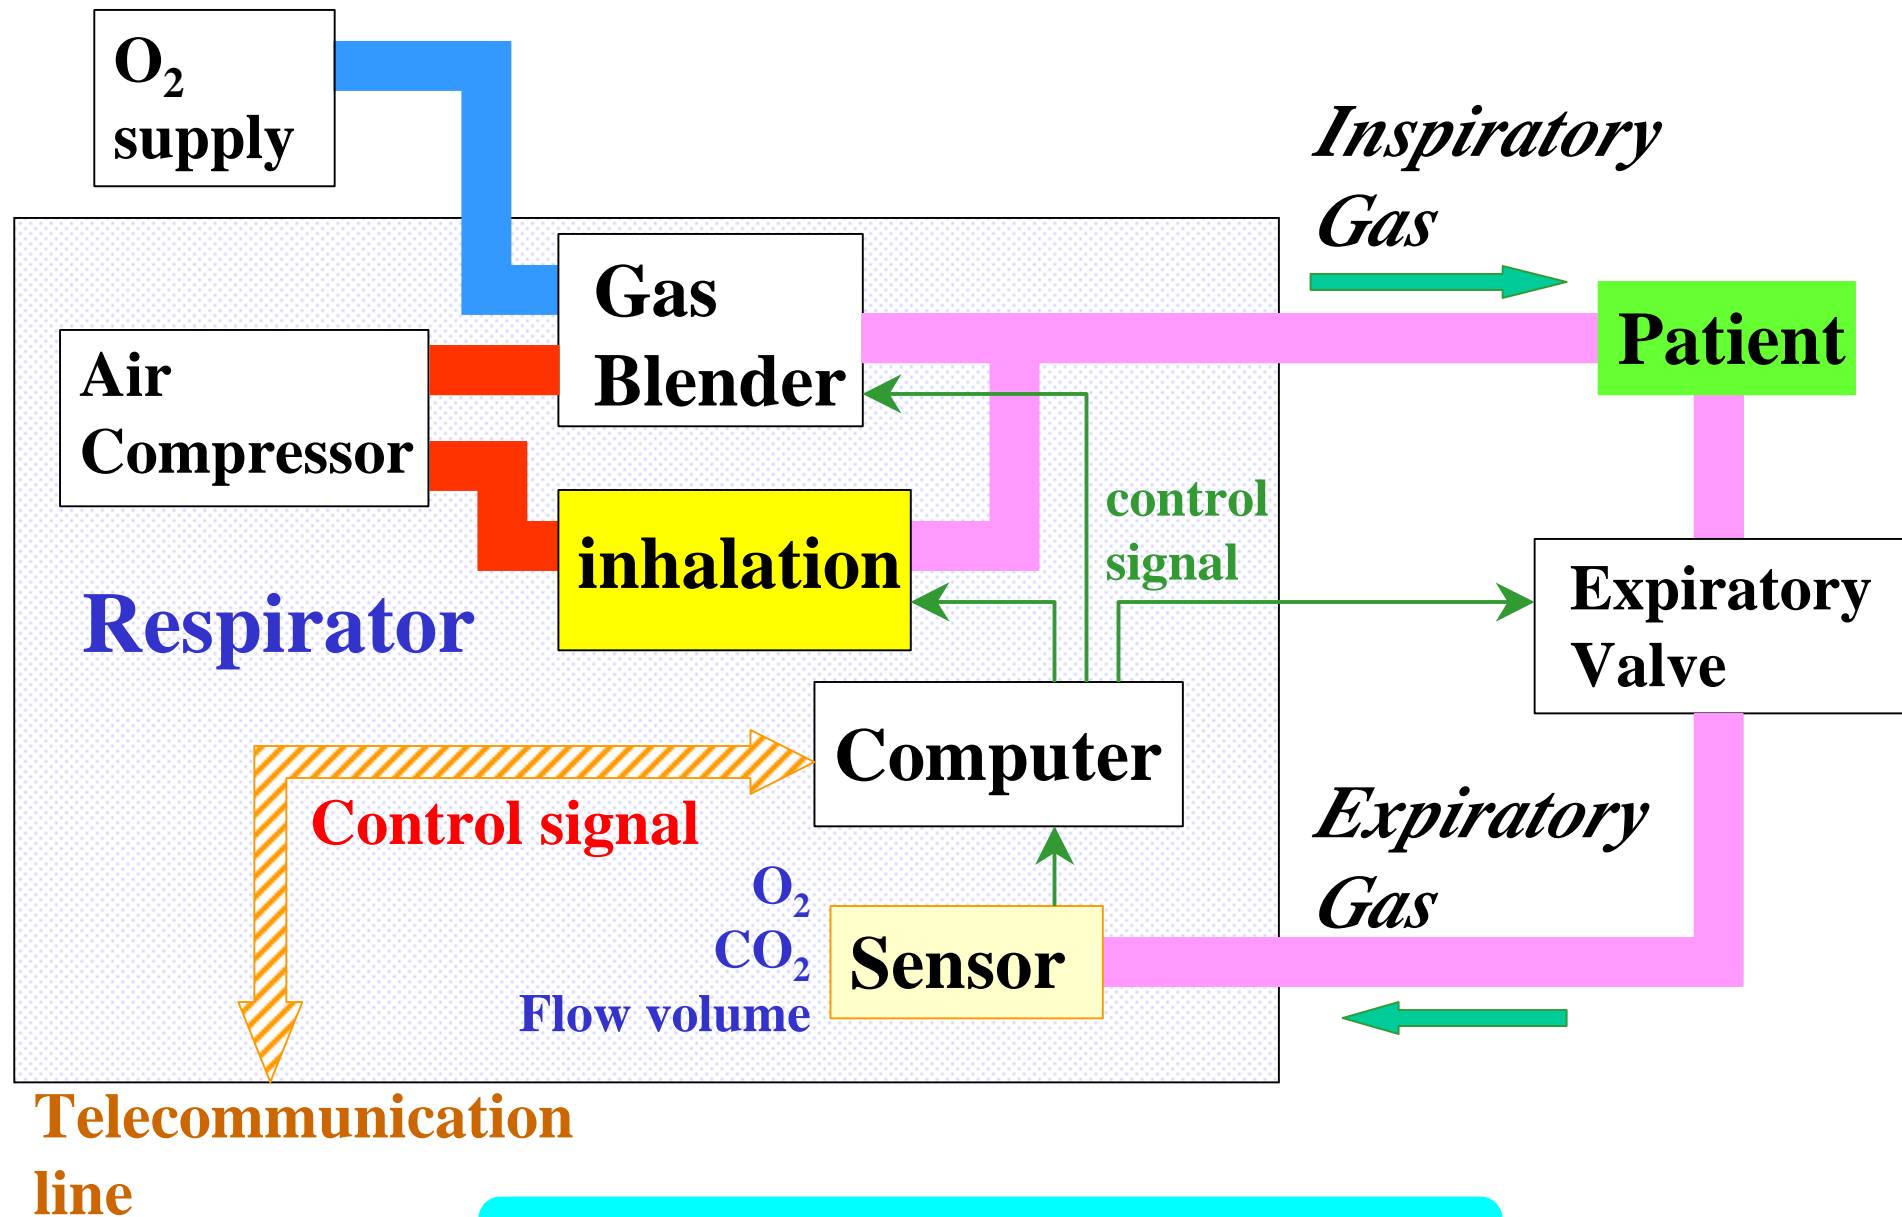 O₂
supply
Inspiratory
Gas
Gas
Blender
Patient
Air
Compressor
control
signal
inhalation
Expiratory
Valve
Respirator
Computer
Control signal
Expiratory
Gas
O₂
CO₂
Flow volume
Sensor
Telecommunication
line